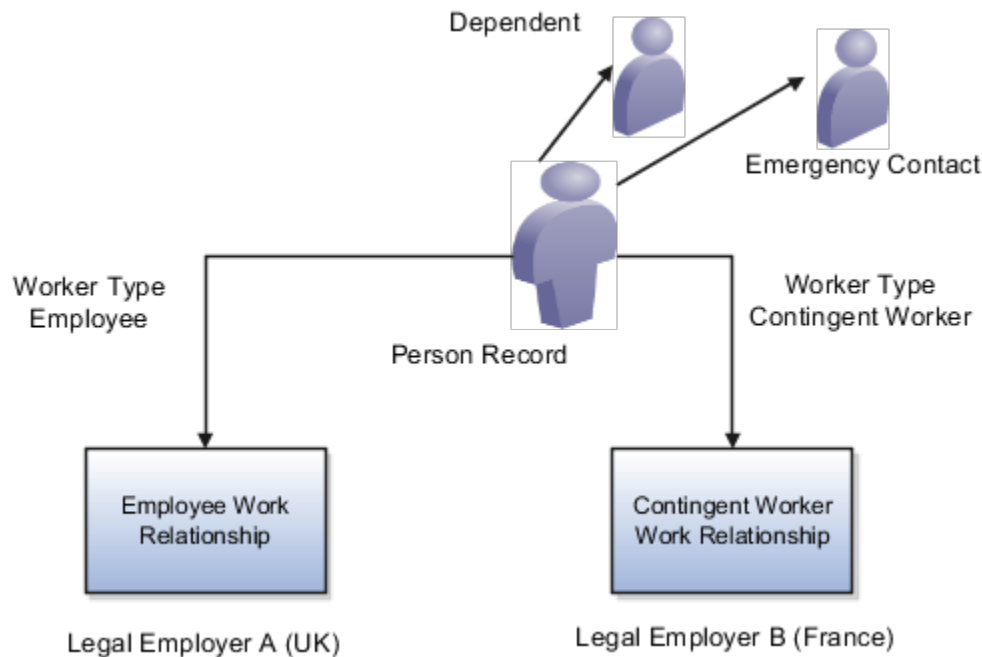 Dependent
Emergency Contact
Worker Type
Employee
Worker Type
Contingent Worker
Person Record
Employee Work
Relationship
Contingent Worker
Work Relationship
Legal Employer A (UK)
Legal Employer B (France)